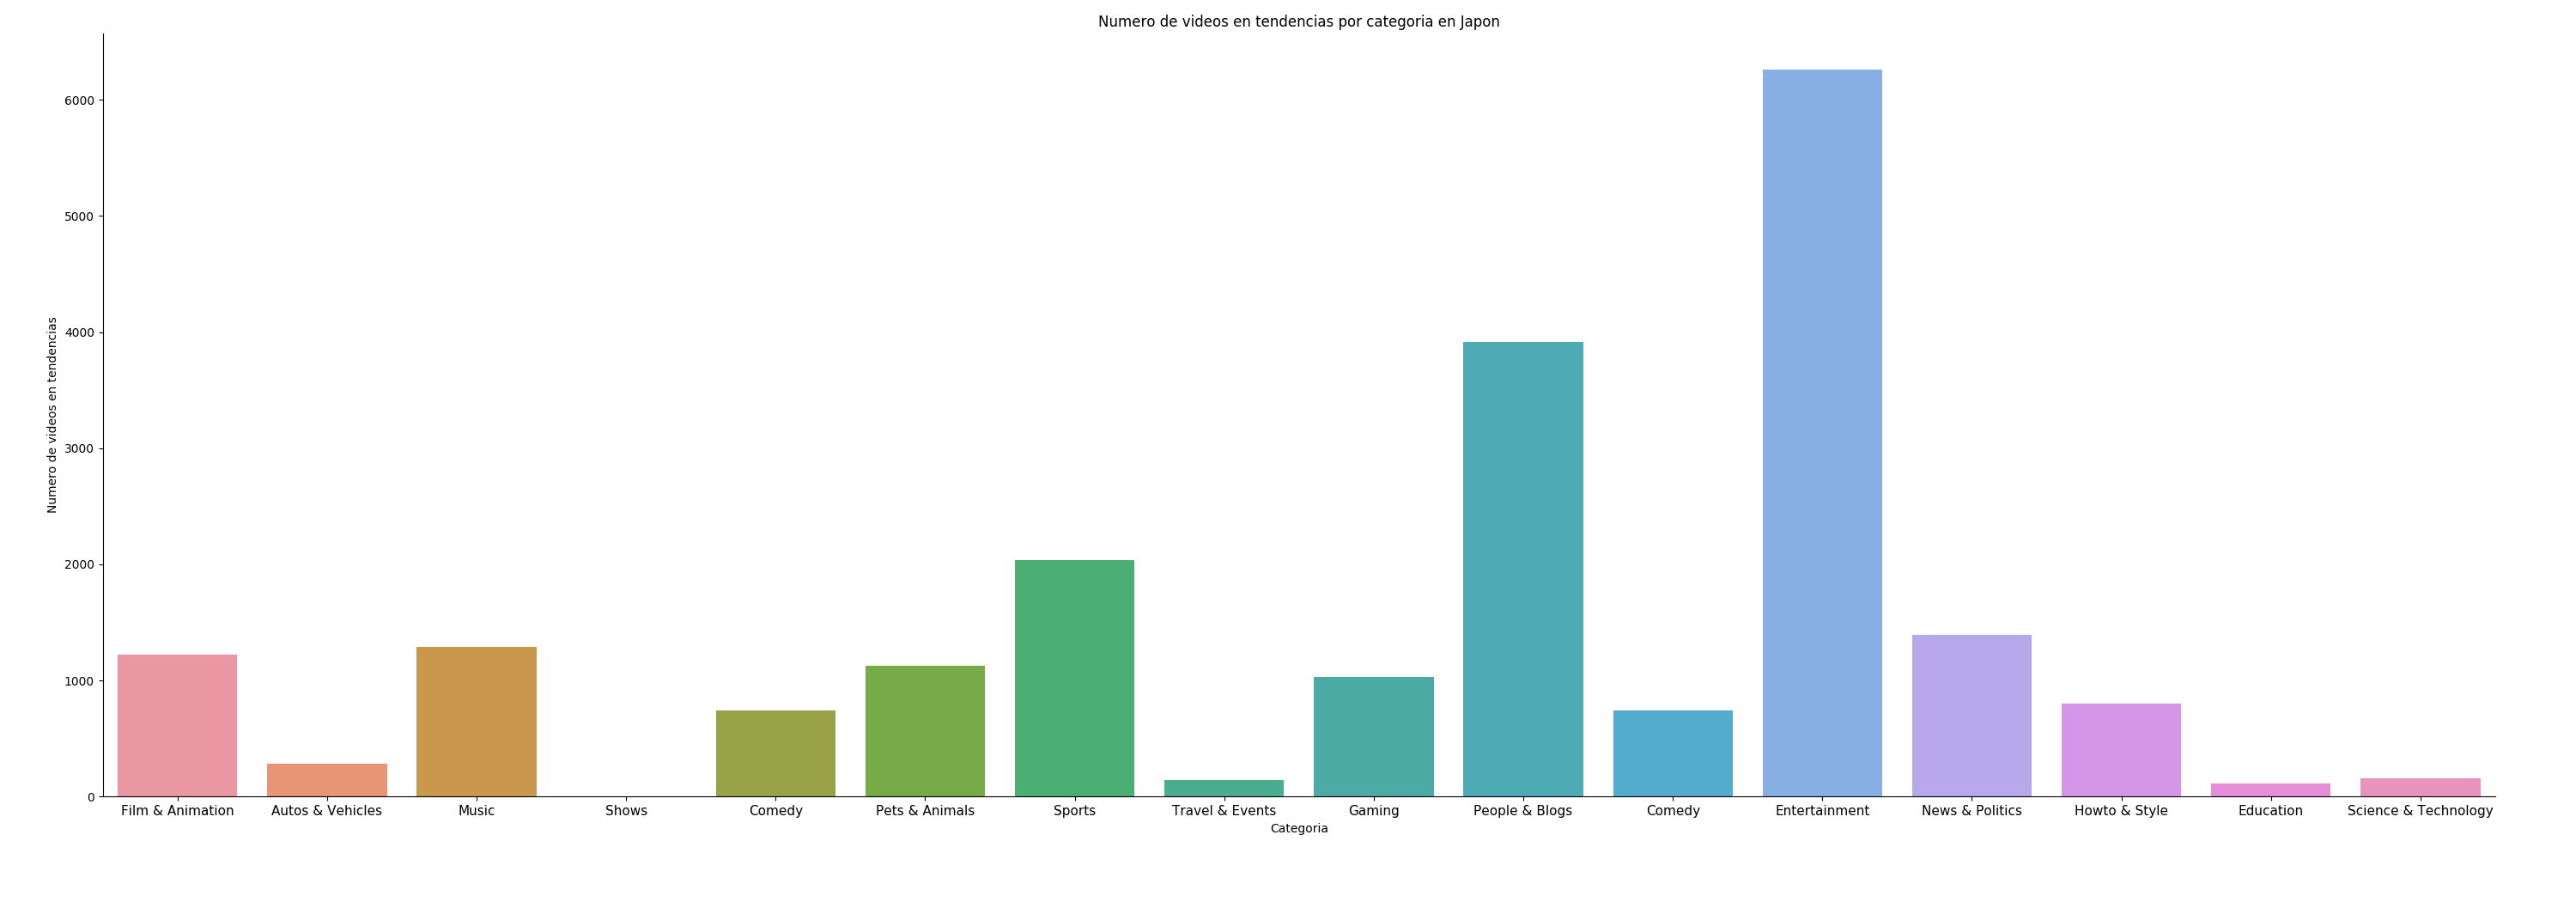 Numero de videos en tendencias por categoria en Japon
Numero de videos en tendencias
6000
5000
4000
3000
2000
1000
0
Film & Animation
Autos & Vehicles
Music
Shows
Comedy
Pets & Animals
Sports
Travel & Events
Gaming
People & Blogs
Comedy
Entertainment
News & Politics
Howto & Style
Education
Science & Technology
Categoria